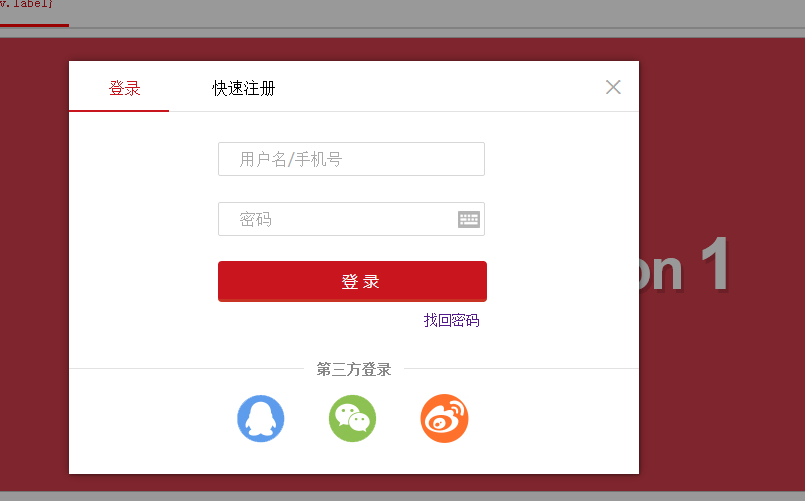 v.label}
登录
快速注册
用户名/手机号
密码
登 录
找回密码
第三方登录
on 1